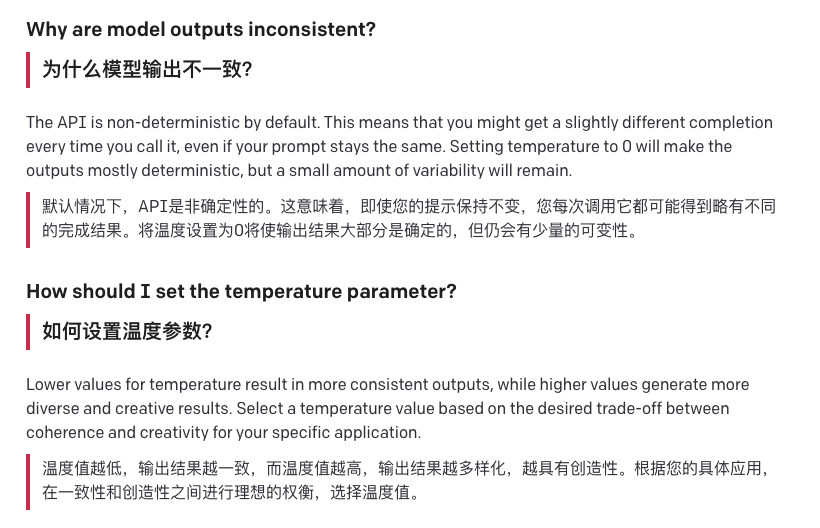 Why are model outputs inconsistent?
为什么模型输出不一致?
The API is non-deterministic by default. This means that you might get a slightly different completion
every time you call it, even if your prompt stays the same. Setting temperature to 0 will make the
outputs mostly deterministic, but a small amount of variability will remain.
默认情况下，API是非确定性的。这意味着，即使您的提示保持不变，您每次调用它都可能得到略有不同
的完成结果。将温度设置为0将使输出结果大部分是确定的，但仍会有少量的可变性。
How should I set the temperature parameter?
如何设置温度参数?
Lower values for temperature result in more consistent outputs, while higher values generate more
diverse and creative results. Select a temperature value based on the desired trade-off between
coherence and creativity for your specific application.
温度值越低，输出结果越一致，而温度值越高，输出结果越多样化，越具有创造性。根据您的具体应用，
在一致性和创造性之间进行理想的权衡，选择温度值。